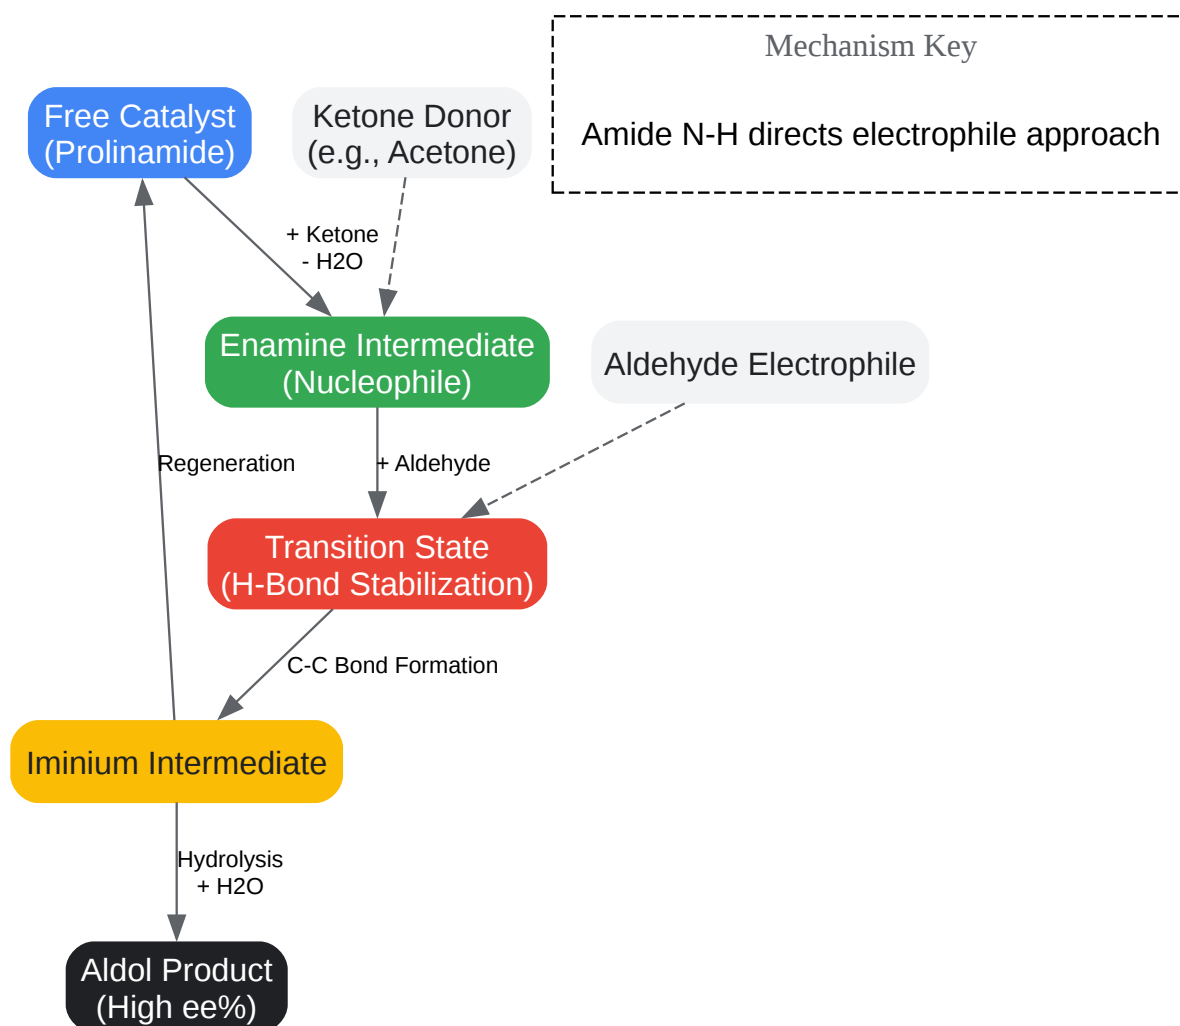 Mechanism Key
Amide N-H directs electrophile approach
Free Catalyst
(Prolinamide)
Ketone Donor
(e.g., Acetone)
+ Ketone
- H2O
Enamine Intermediate
(Nucleophile)
Aldehyde Electrophile
Regeneration
+ Aldehyde
Transition State
(H-Bond Stabilization)
C-C Bond Formation
Iminium Intermediate
Hydrolysis
+ H2O
Aldol Product
(High ee%)